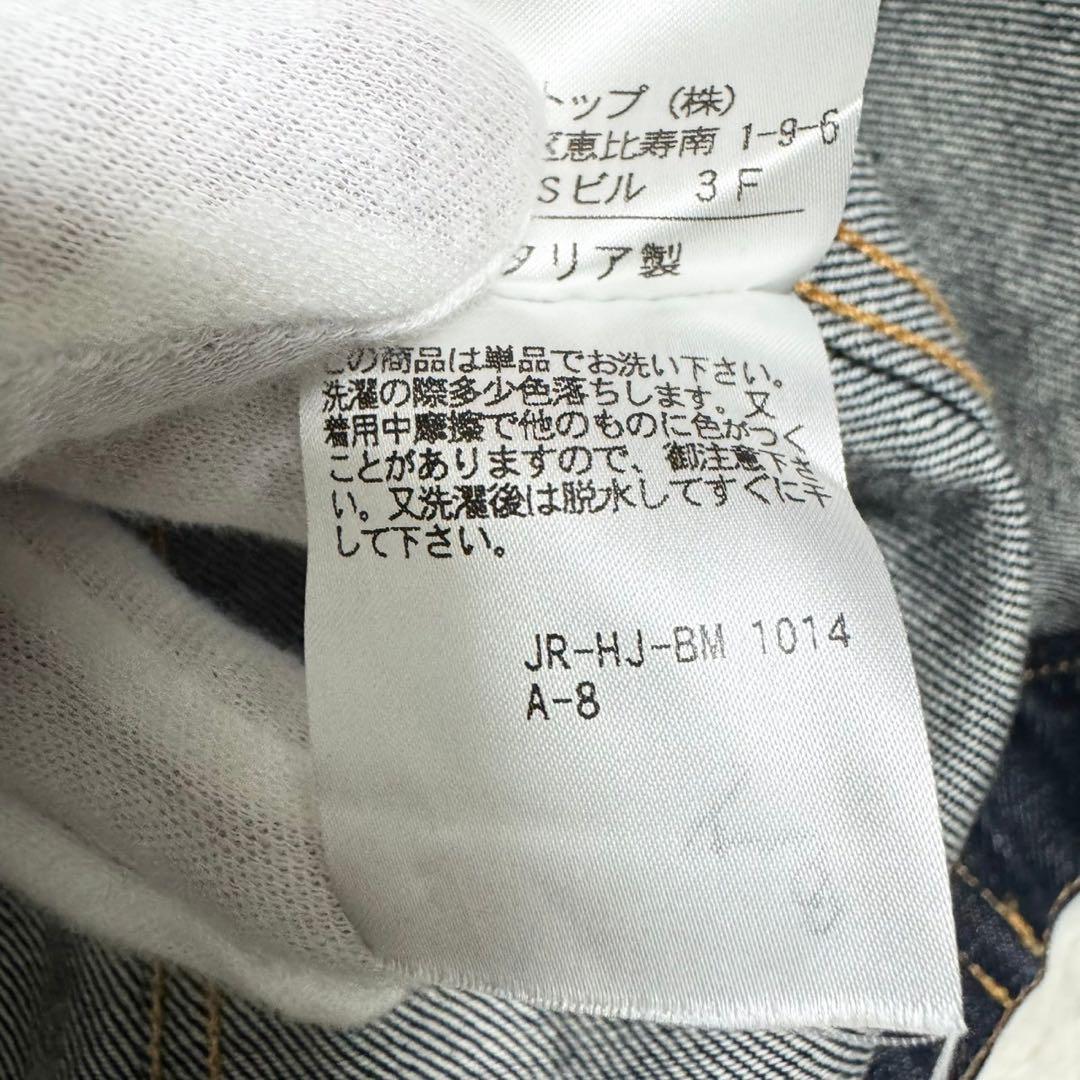 トップ (株)
区恵比寿南 1-9-6
Sビル 3F
タリア製
この商品は単品でお洗い下さい。
洗濯の際多少色落ちします。又
着用中摩擦で他のものに色がつく
ことがありますので、御注意下さ
い。又洗濯後は脱水してすぐに干
して下さい。
JR-HJ-BM 1014
A-8